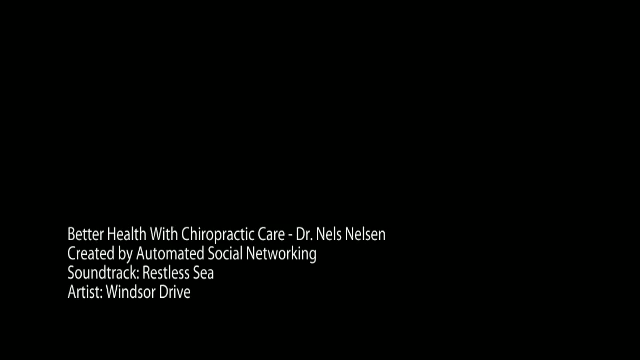 Better Health With Chiropractic Care - Dr. Nels Nelsen
Created by Automated Social Networking
Soundtrack: Restless Sea
Artist: Windsor Drive